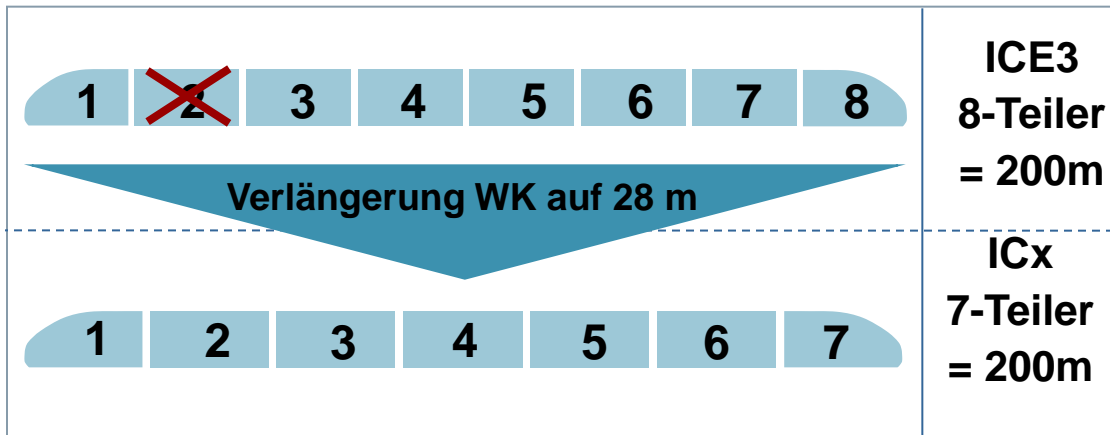 1 2 3 4 5 6 7 8
ICE3
8-Teiler
= 200m
Verlängerung WK auf 28 m
1 2 3 4 5 6 7
ICx
7-Teiler
= 200m